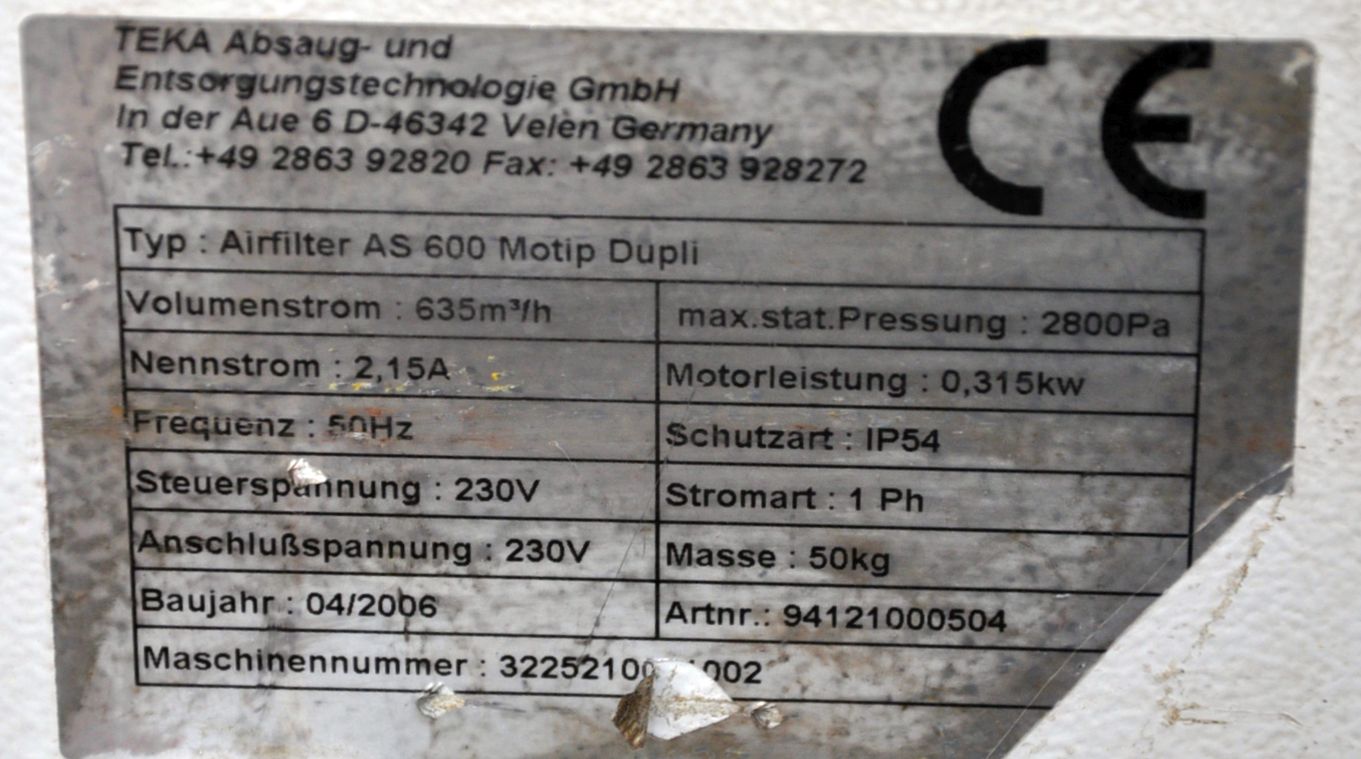 TEKA Absaug- und
Entsorgungstechnologie GmbH
In der Aue 6 D-46342 Velen Germany
Tel.:+49 2863 92820 Fax: +49 2863 928272
CE
Typ : Airfilter AS 600 Motip Dupli
Volumenstrom : 635m³/h max.stat.Pressung : 2800Pa
Nennstrom : 2,15A Motorleistung : 0,315kw
Frequenz : 50Hz Schutzart : IP54
Steuerspannung : 230V Stromart : 1 Ph
Anschlußspannung : 230V Masse : 50kg
Baujahr : 04/2006 Artnr.: 94121000504
Maschinennummer :